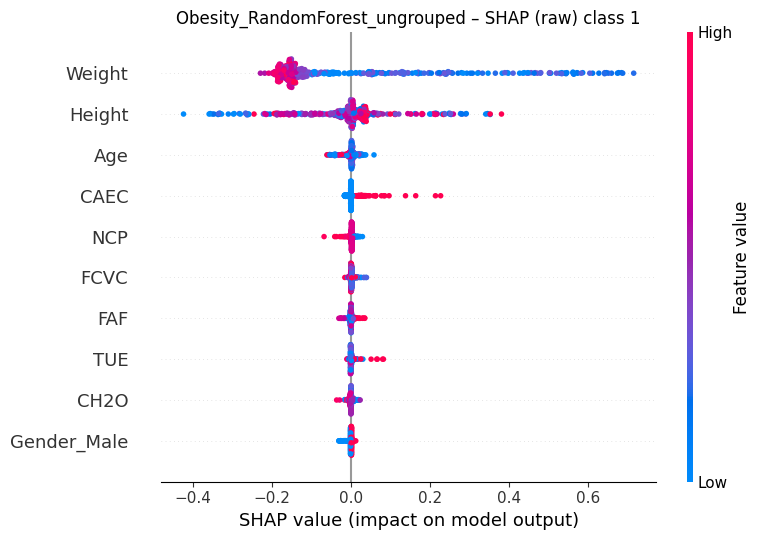 Obesity_RandomForest_ungrouped – SHAP (raw) class 1
High
Weight
Height
Age
CAEC
NCP
FCVC
FAF
TUE
CH2O
Gender_Male
Feature value
Low
−0.4 −0.2 0.0 0.2 0.4 0.6
SHAP value (impact on model output)